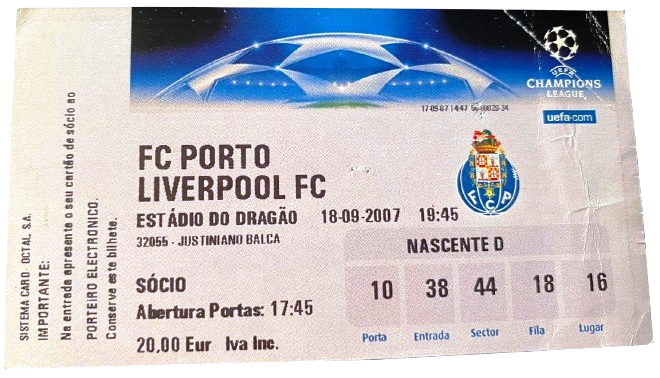 UEFA
CHAMPIONS
LEAGUE
uefa.com
17-09-07 14:47
FC PORTO
LIVERPOOL FC
ESTÁDIO DO DRAGÃO 18-09-2007 19:45
32055 - JUSTINIANO BALCA
FCP
NASCENTE D
SÓCIO
Abertura Portas: 17:45
20,00 Eur Iva Inc.
10 38 44 18 16
Porta Entrada Sector Fila Lugar
SISTEMA CARD OCTAL, S.A.
IMPORTANTE:
Na entrada apresente o seu cartão de sócio ao
PORTEIRO ELECTRONICO.
Conserve este bilhete.